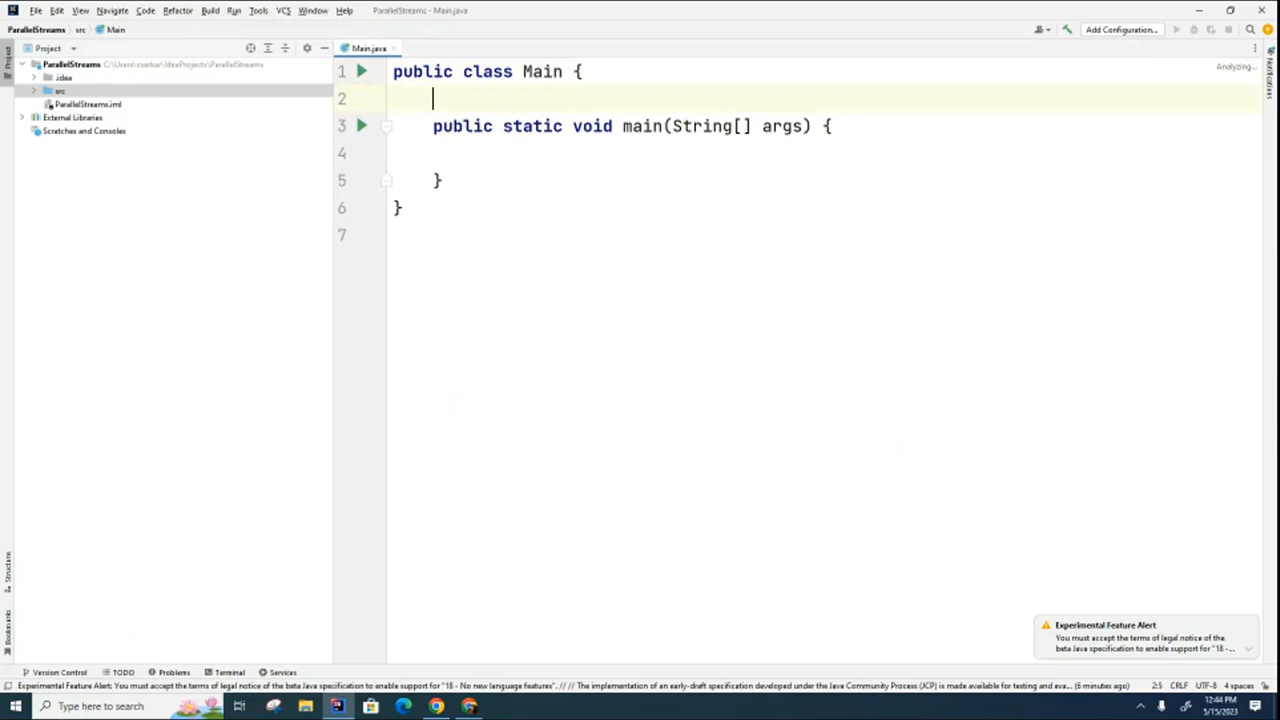 File Edit View Navigate Code Refactor Build Run Tools VCS Window Help ParallelStreams - Main.java
ParallelStreams src Main Add Configuration...
Project Main.java
ParallelStreams C:\Users\csarkar\IdeaProjects\ParallelStreams
.idea
src
ParallelStreams.iml
External Libraries
Scratches and Consoles
1 public class Main {
2
3 public static void main(String[] args) {
4
5 }
6 }
7
Analyzing...
Project
Notifications
Structure
Bookmarks
Experimental Feature Alert
You must accept the terms of legal notice of the
beta Java specification to enable support for "18 -...
Version Control TODO Problems Terminal Services
Experimental Feature Alert: You must accept the terms of legal notice of the beta Java specification to enable support for "18 - No new language features". // // The implementation of an early-draft specification developed under the Java Community Process (JCP) is made available for testing and eva... (6 minutes ago) 2:5 CRLF UTF-8 4 spaces
Type here to search
12:44 PM
5/15/2023